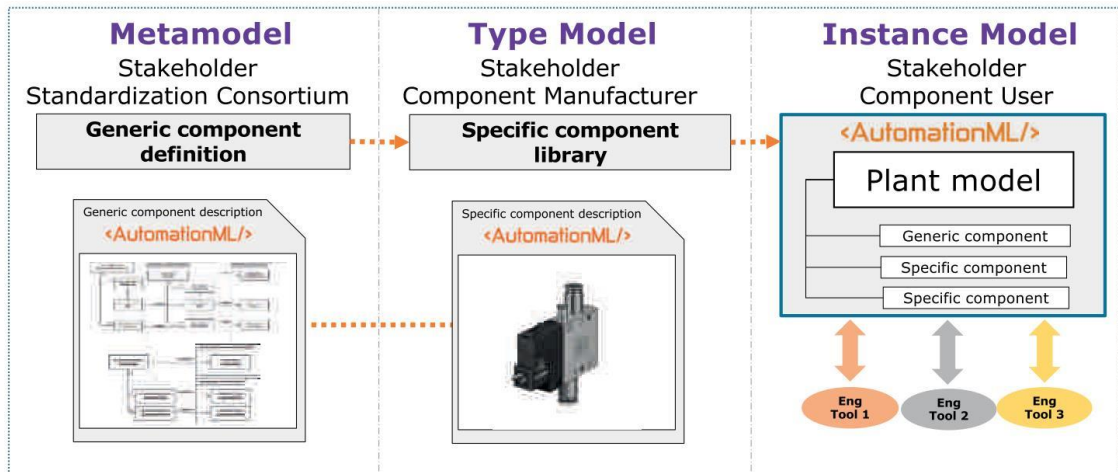 Metamodel
Stakeholder
Standardization Consortium
Generic component
definition
Generic component description
<AutomationML/>
Type Model
Stakeholder
Component Manufacturer
Specific component
library
Specific component description
<AutomationML/>
Instance Model
Stakeholder
Component User
<AutomationML/>
Plant model
Generic component
Specific component
Specific component
Eng
Tool 1
Eng
Tool 2
Eng
Tool 3